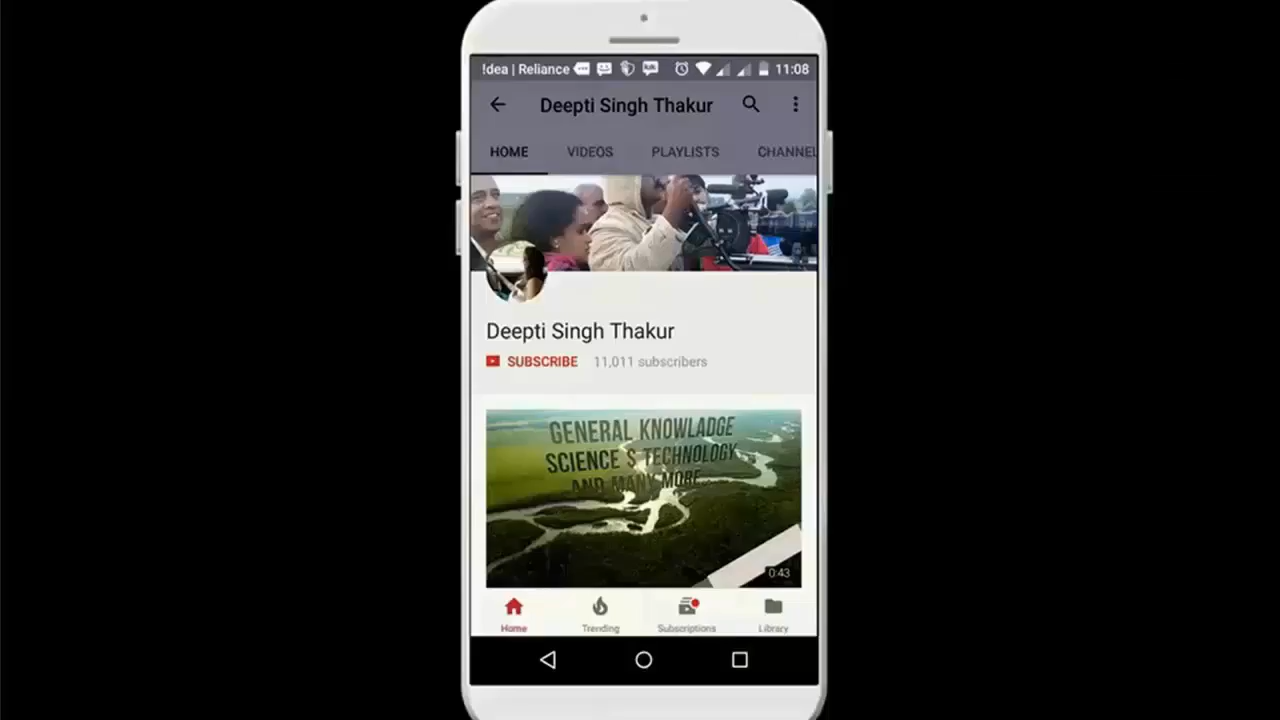 !dea | Reliance 11:08
Deepti Singh Thakur
HOME VIDEOS PLAYLISTS CHANNEL
Deepti Singh Thakur
SUBSCRIBE 11,011 subscribers
GENERAL KNOWLADGE
SCIENCE S TECHNOLOGY
AND MANY MORE...
0:43
Home Trending Subscriptions Library